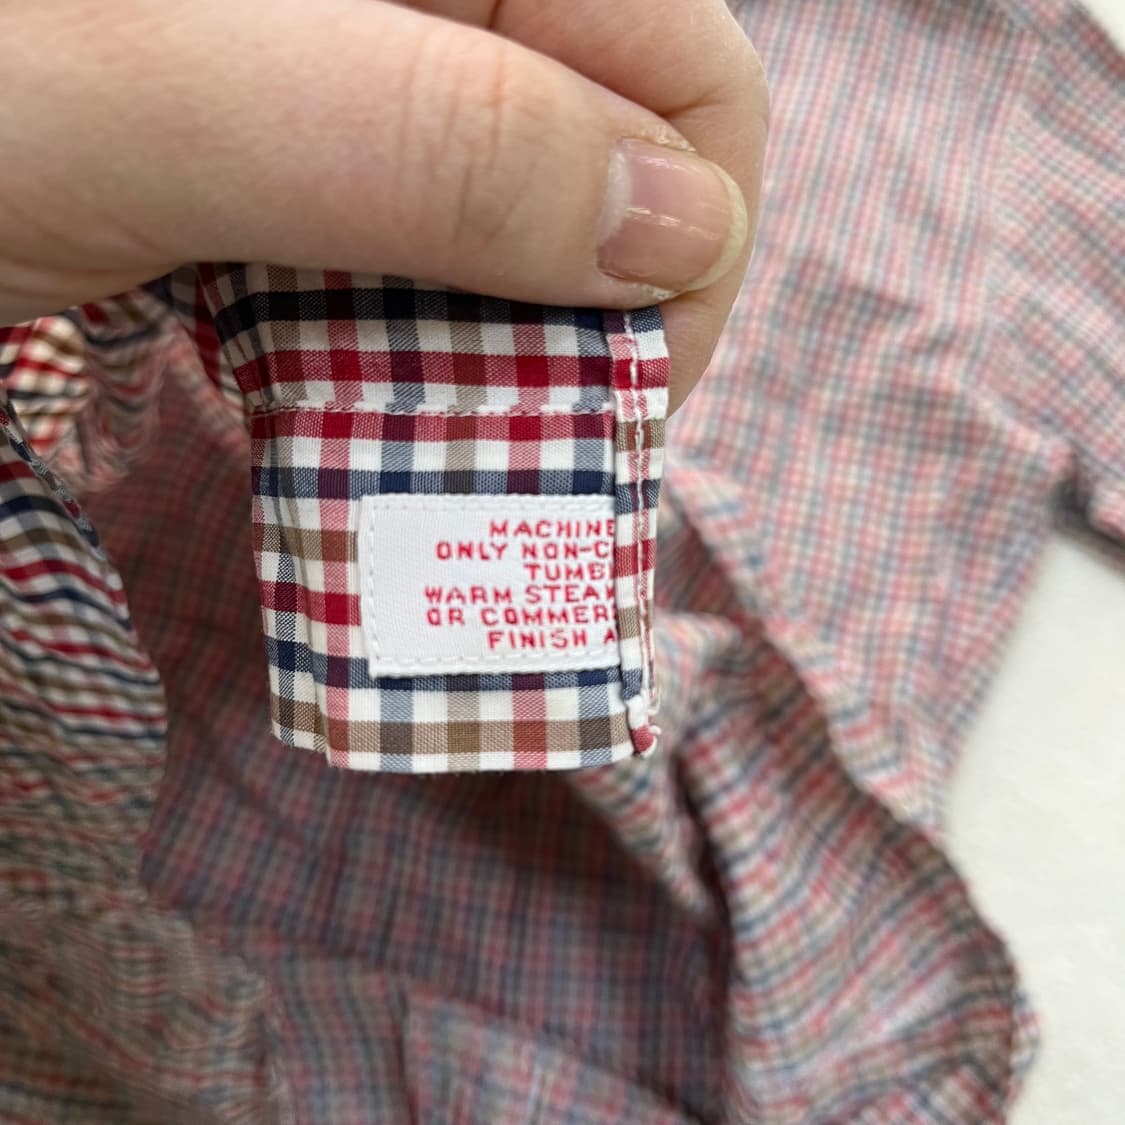 MACHINE
ONLY NON-C
TUMB
WARM STEA
OR COMMER
FINISH A